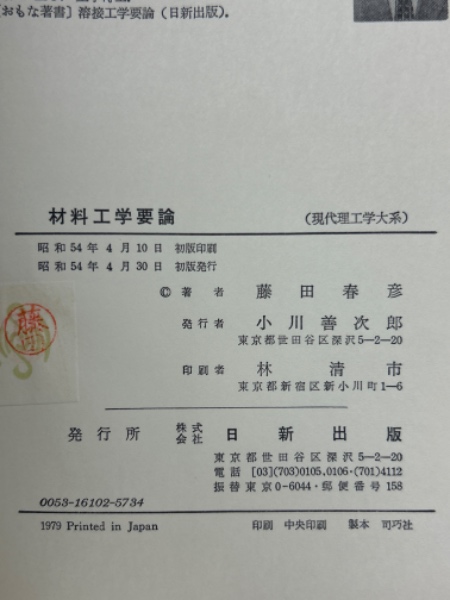 [おもな著書] 溶接工学要論 (日新出版).
材料工学要論 (現代理工学大系)
昭和54年4月10日 初版印刷
昭和54年4月30日 初版発行
© 著者 藤田春彦
発行者 小川善次郎
東京都世田谷区深沢5-2-20
印刷者 林清市
東京都新宿区新小川町1-6
発行所 株式会社 日新出版
東京都世田谷区深沢5-2-20
電話 [03](703)0105,0106・(701)4112
振替東京0-6044・郵便番号 158
0053-16102-5734
1979 Printed in Japan 印刷 中央印刷 製本 司巧社